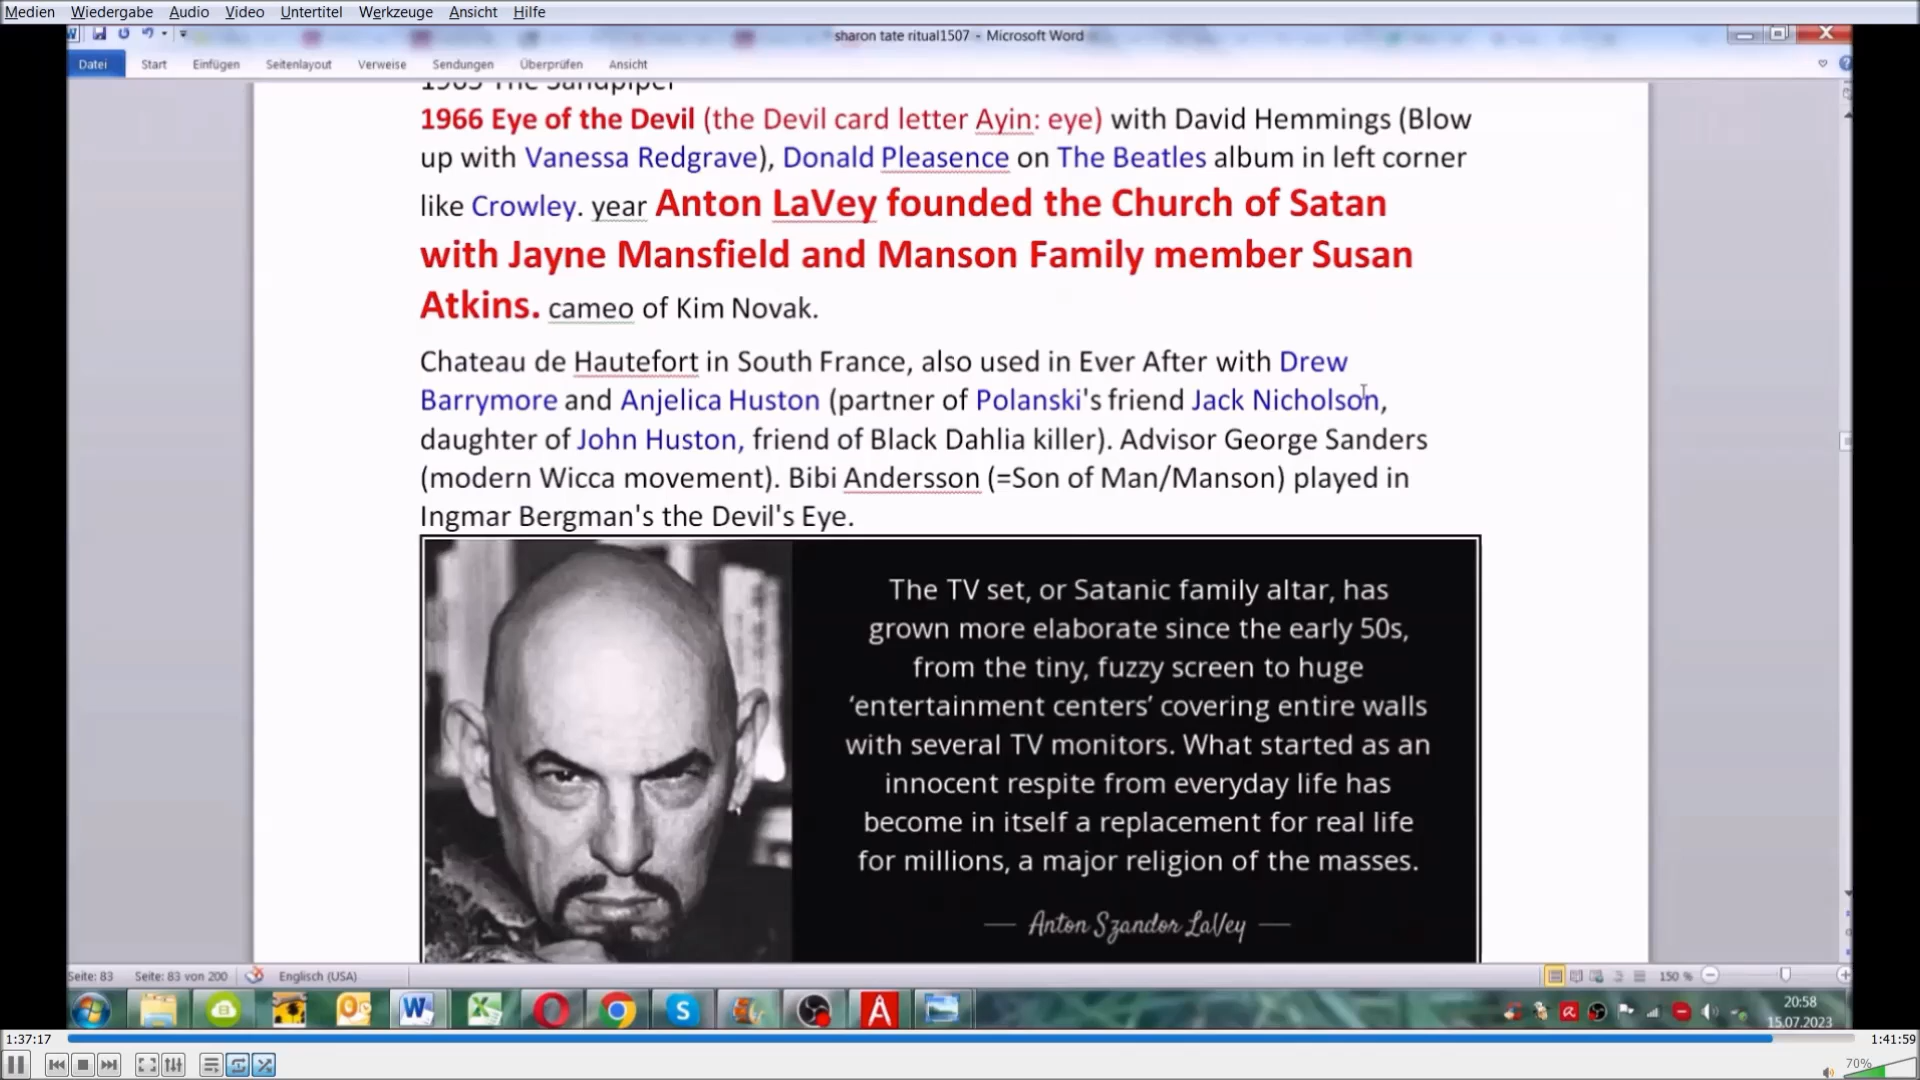 Medien Wiedergabe Audio Video Untertitel Werkzeuge Ansicht Hilfe
sharon tate ritual1507 - Microsoft Word
Datei Start Einfügen Seitenlayout Verweise Sendungen Überprüfen Ansicht
1965 The Sandpiper
1966 Eye of the Devil (the Devil card letter Ayin: eye) with David Hemmings (Blow
up with Vanessa Redgrave), Donald Pleasence on The Beatles album in left corner
like Crowley. year Anton LaVey founded the Church of Satan
with Jayne Mansfield and Manson Family member Susan
Atkins. cameo of Kim Novak.
Chateau de Hautefort in South France, also used in Ever After with Drew
Barrymore and Anjelica Huston (partner of Polanski's friend Jack Nicholson,
daughter of John Huston, friend of Black Dahlia killer). Advisor George Sanders
(modern Wicca movement). Bibi Andersson (=Son of Man/Manson) played in
Ingmar Bergman's the Devil's Eye.
The TV set, or Satanic family altar, has
grown more elaborate since the early 50s,
from the tiny, fuzzy screen to huge
‘entertainment centers’ covering entire walls
with several TV monitors. What started as an
innocent respite from everyday life has
become in itself a replacement for real life
for millions, a major religion of the masses.
— Anton Szandor LaVey —
Seite: 83 Seite: 83 von 200 Englisch (USA) 150 %
20:58
15.07.2023
1:37:17 1:41:59
70%